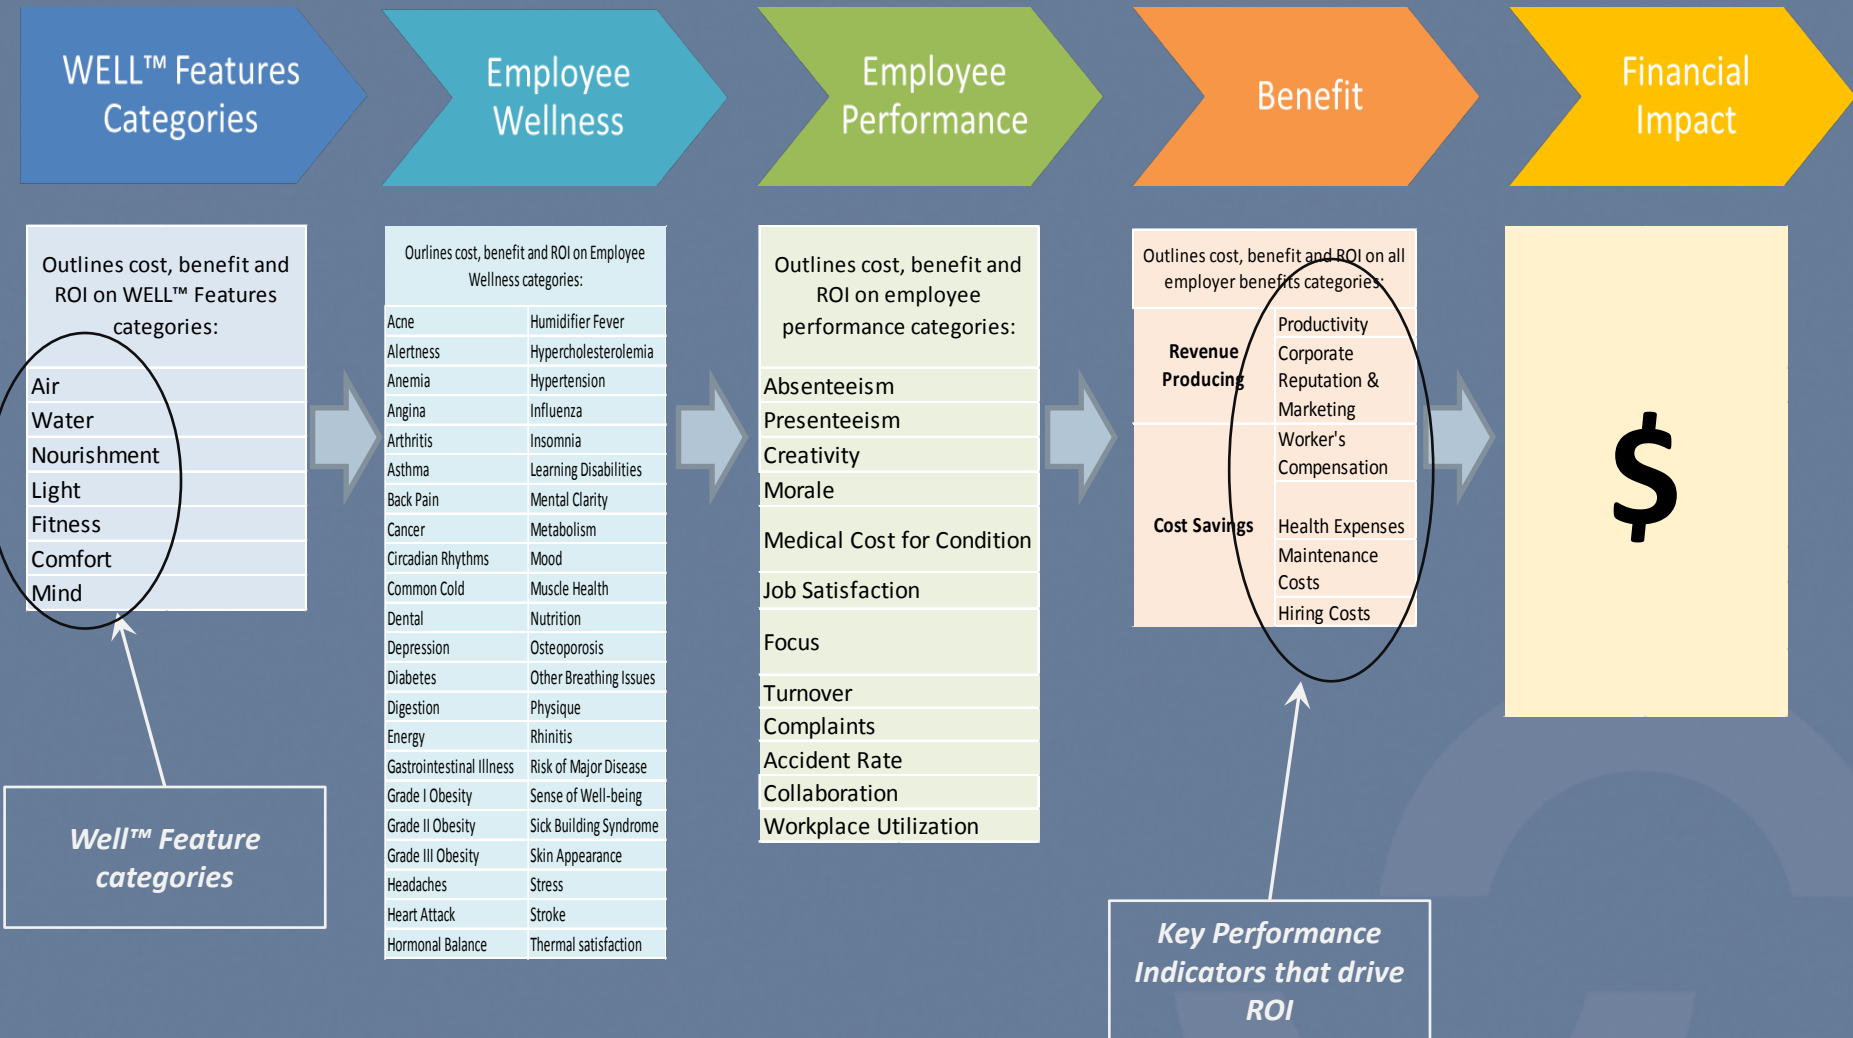 WELL™ Features
Categories
Employee
Wellness
Employee
Performance
Benefit
Financial
Impact
Outlines cost, benefit and
ROI on WELL™ Features
categories:
Air
Water
Nourishment
Light
Fitness
Comfort
Mind
Well™ Feature
categories
Ourlines cost, benefit and ROI on Employee
Wellness categories:
Acne Humidifier Fever
Alertness Hypercholesterolemia
Anemia Hypertension
Angina Influenza
Arthritis Insomnia
Asthma Learning Disabilities
Back Pain Mental Clarity
Cancer Metabolism
Circadian Rhythms Mood
Common Cold Muscle Health
Dental Nutrition
Depression Osteoporosis
Diabetes Other Breathing Issues
Digestion Physique
Energy Rhinitis
Gastrointestinal Illness Risk of Major Disease
Grade I Obesity Sense of Well-being
Grade II Obesity Sick Building Syndrome
Grade III Obesity Skin Appearance
Headaches Stress
Heart Attack Stroke
Hormonal Balance Thermal satisfaction
Outlines cost, benefit and
ROI on employee
performance categories:
Absenteeism
Presenteeism
Creativity
Morale
Medical Cost for Condition
Job Satisfaction
Focus
Turnover
Complaints
Accident Rate
Collaboration
Workplace Utilization
Outlines cost, benefit and ROI on all
employer benefits categories:
Revenue
Producing
Productivity
Corporate
Reputation &
Marketing
Cost Savings
Worker's
Compensation
Health Expenses
Maintenance
Costs
Hiring Costs
Key Performance
Indicators that drive
ROI
$